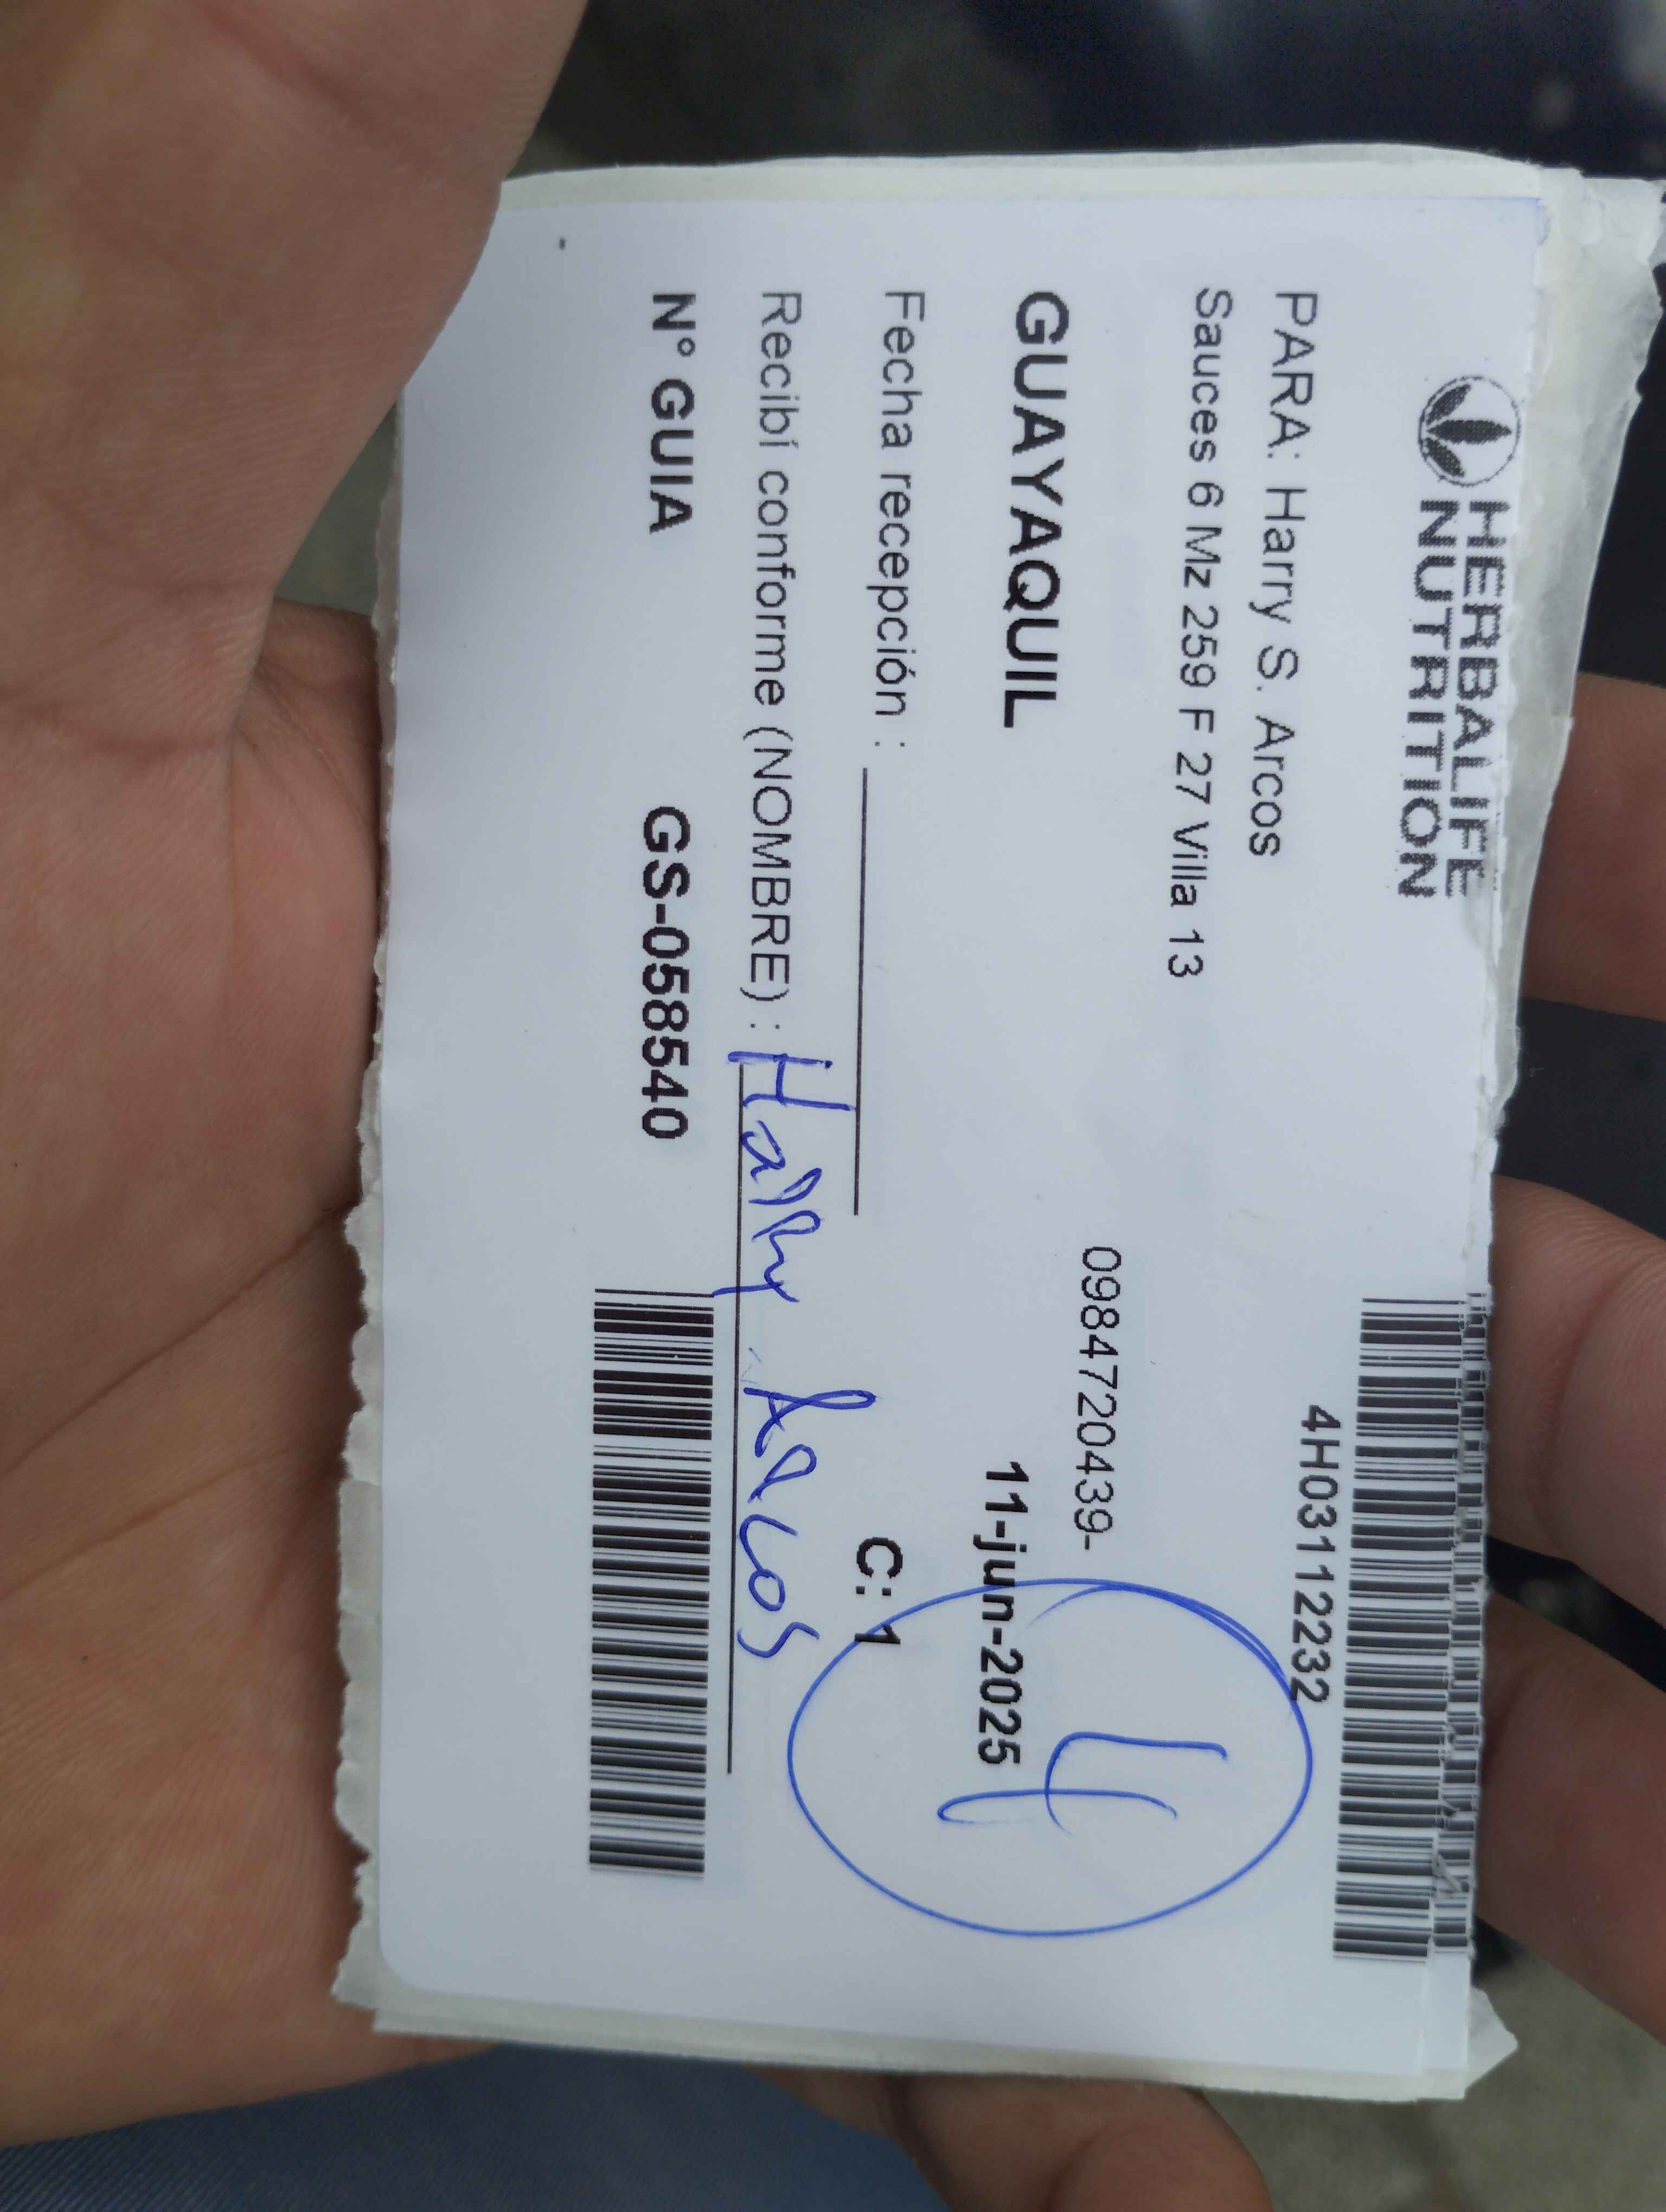 HERBALIFE
NUTRITION
4H03112232
PARA: Harry S. Arcos
Sauces 6 Mz 259 F 27 Villa 13
0984720439-
4
GUAYAQUIL
11-jun-2025
Fecha recepción :
C: 1
Recibí conforme (NOMBRE) : Harry Arcos
N° GUIA GS-058540